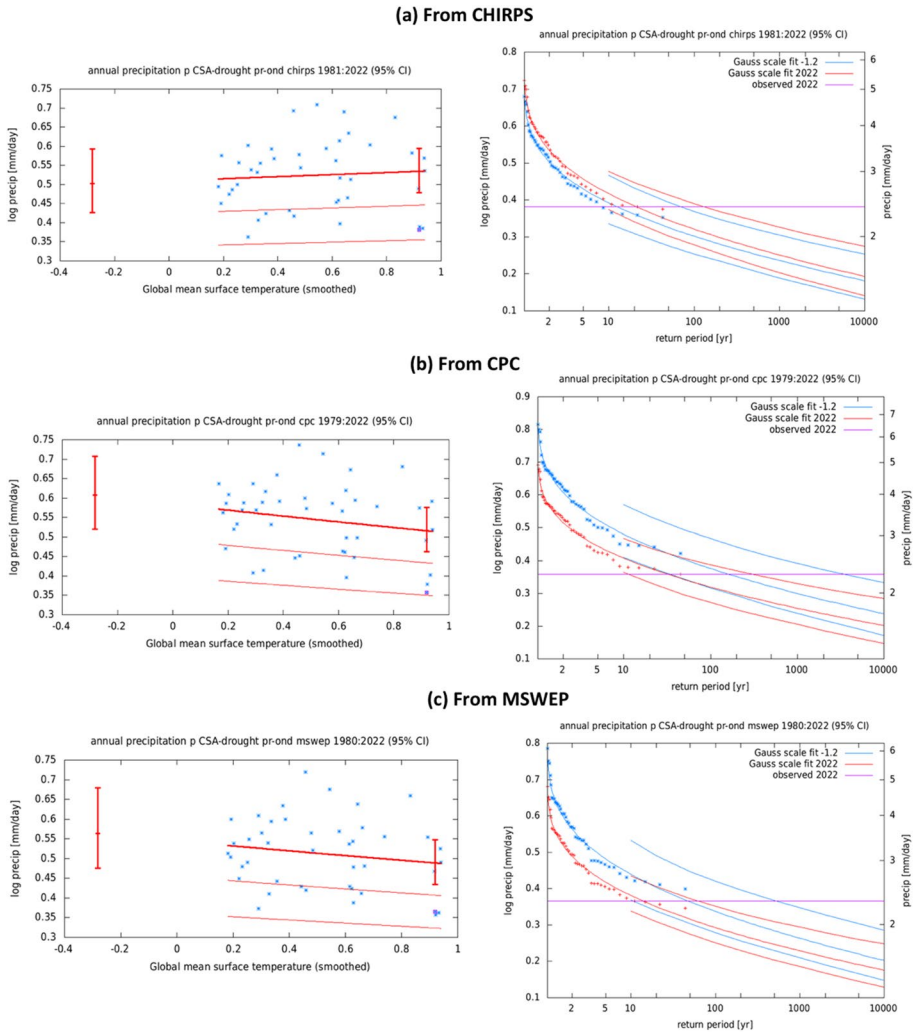 (a) From CHIRPS
annual precipitation p CSA-drought pr-ond chirps 1981:2022 (95% CI)
log precip [mm/day]
0.75
0.7
0.65
0.6
0.55
0.5
0.45
0.4
0.35
0.3
-0.4 -0.2 0 0.2 0.4 0.6 0.8 1
Global mean surface temperature (smoothed)
annual precipitation p CSA-drought pr-ond chirps 1981:2022 (95% CI)
Gauss scale fit -1.2
Gauss scale fit 2022
observed 2022
log precip [mm/day]
0.8
0.7
0.6
0.5
0.4
0.3
0.2
0.1
2 5 10 100 1000 10000
return period [yr]
precip [mm/day]
6
5
4
3
2
(b) From CPC
annual precipitation p CSA-drought pr-ond cpc 1979:2022 (95% CI)
log precip [mm/day]
0.75
0.7
0.65
0.6
0.55
0.5
0.45
0.4
0.35
0.3
-0.4 -0.2 0 0.2 0.4 0.6 0.8 1
Global mean surface temperature (smoothed)
annual precipitation p CSA-drought pr-ond cpc 1979:2022 (95% CI)
Gauss scale fit -1.2
Gauss scale fit 2022
observed 2022
log precip [mm/day]
0.9
0.8
0.7
0.6
0.5
0.4
0.3
0.2
0.1
2 5 10 100 1000 10000
return period [yr]
precip [mm/day]
7
6
5
4
3
2
(c) From MSWEP
annual precipitation p CSA-drought pr-ond mswep 1980:2022 (95% CI)
log precip [mm/day]
0.75
0.7
0.65
0.6
0.55
0.5
0.45
0.4
0.35
0.3
-0.4 -0.2 0 0.2 0.4 0.6 0.8 1
Global mean surface temperature (smoothed)
annual precipitation p CSA-drought pr-ond mswep 1980:2022 (95% CI)
Gauss scale fit -1.2
Gauss scale fit 2022
observed 2022
log precip [mm/day]
0.8
0.7
0.6
0.5
0.4
0.3
0.2
0.1
2 5 10 100 1000 10000
return period [yr]
precip [mm/day]
6
5
4
3
2